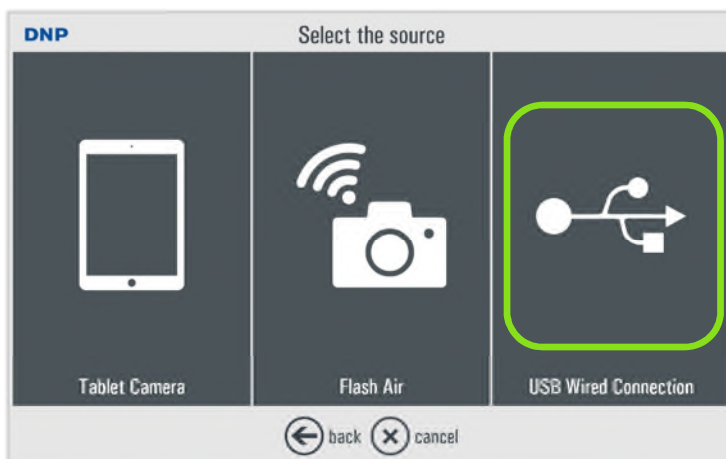 DNP
Select the source
Tablet Camera
Flash Air
USB Wired Connection
back
cancel